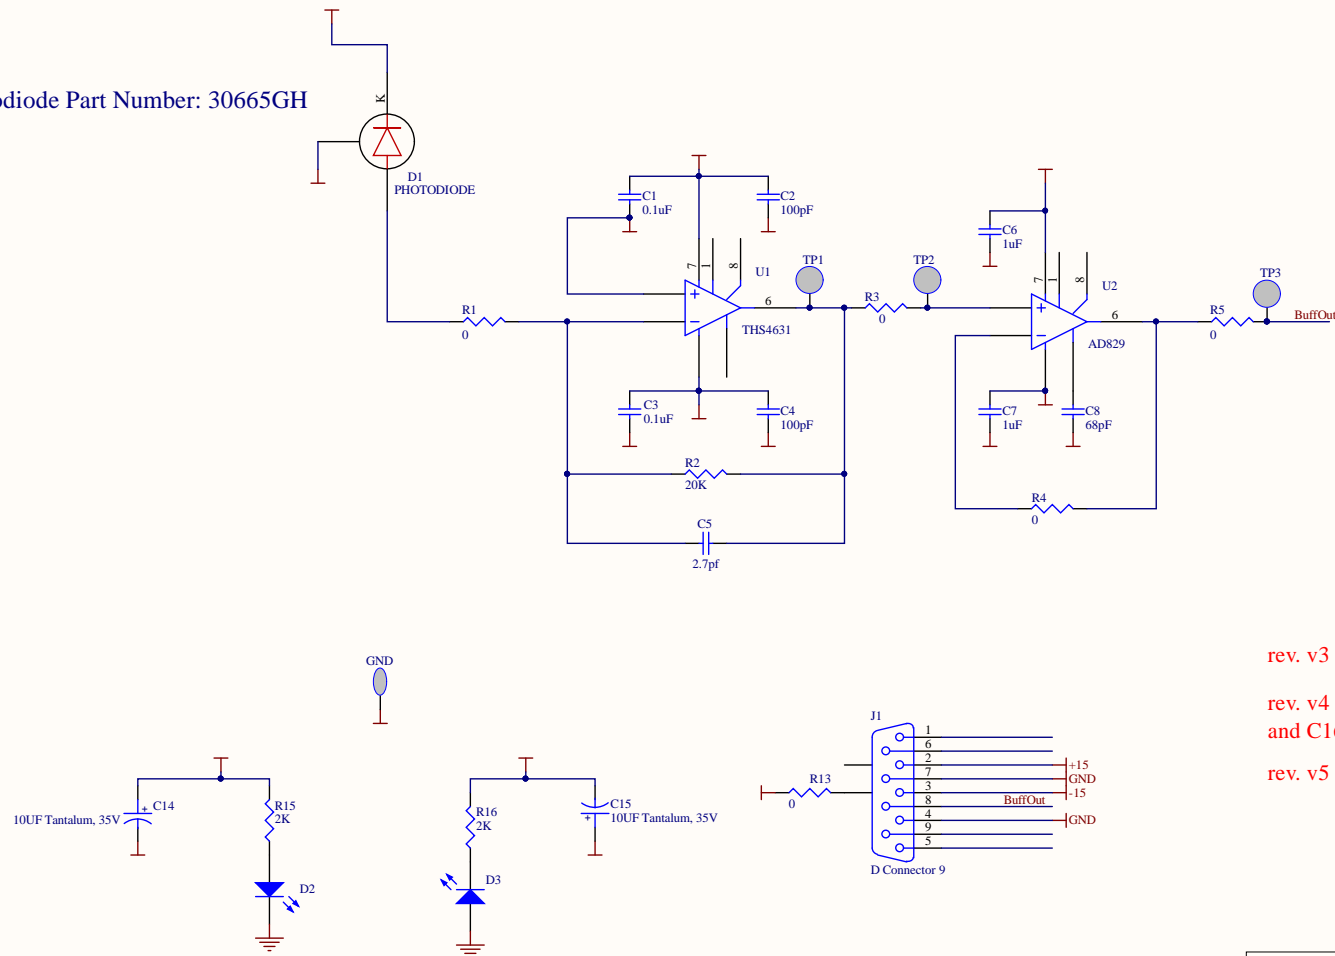 odiode Part Number: 30665GH
K
D1
PHOTODIODE
C1
0.1uF
C2
100pF
7
1
8
U1
6
THS4631
R1
0
C3
0.1uF
C4
100pF
R2
20K
C5
2.7pf
TP1
R3
0
TP2
C6
1uF
7
1
8
U2
6
AD829
C7
1uF
C8
68pF
R4
0
R5
0
TP3
BuffOut
GND
rev. v3
rev. v4
and C16
rev. v5
C14
10UF Tantalum, 35V
R15
2K
D2
R16
2K
D3
C15
10UF Tantalum, 35V
J1
R13
0
1
6
2
7
3
8
4
9
5
+15
GND
-15
BuffOut
GND
D Connector 9